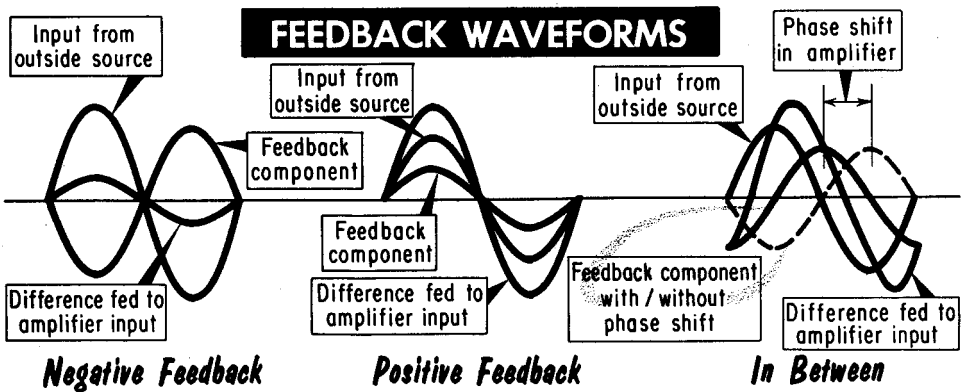 FEEDBACK WAVEFORMS
Input from
outside source
Feedback
component
Difference fed to
amplifier input
Negative Feedback
Input from
outside source
Feedback
component
Difference fed to
amplifier input
Positive Feedback
Phase shift
in amplifier
Input from
outside source
Feedback component
with / without
phase shift
Difference fed to
amplifier input
In Between